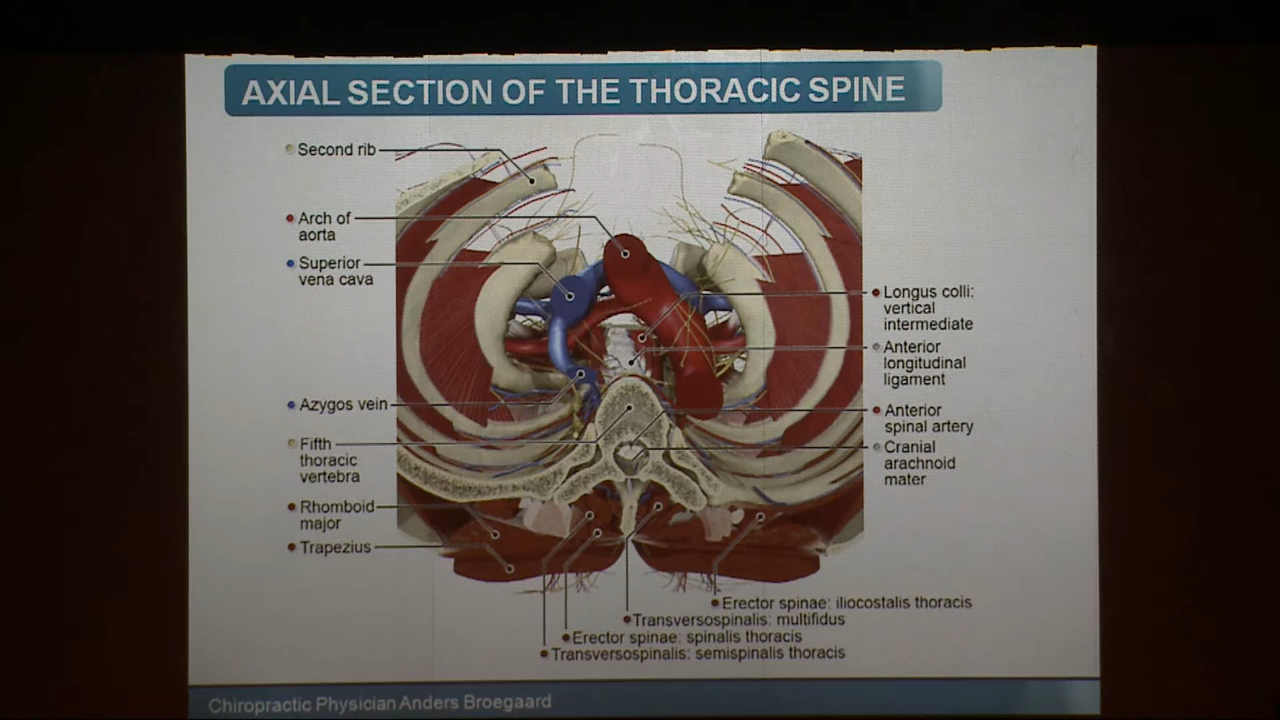 AXIAL SECTION OF THE THORACIC SPINE
Second rib
Arch of
aorta
Superior
vena cava
Azygos vein
Fifth
thoracic
vertebra
Rhomboid
major
Trapezius
Longus colli:
vertical
intermediate
Anterior
longitudinal
ligament
Anterior
spinal artery
Cranial
arachnoid
mater
Erector spinae: iliocostalis thoracis
Transversospinalis: multifidus
Erector spinae: spinalis thoracis
Transversospinalis: semispinalis thoracis
Chiropractic Physician Anders Broegaard